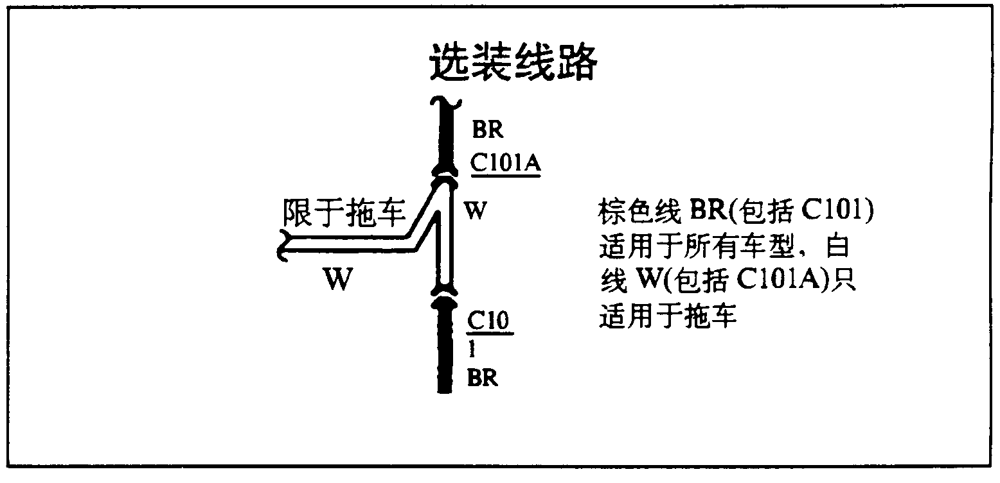 选装线路
BR
C101A
限于拖车
W
W
C10
1
BR
棕色线 BR(包括 C101)
适用于所有车型，白
线 W(包括 C101A)只
适用于拖车